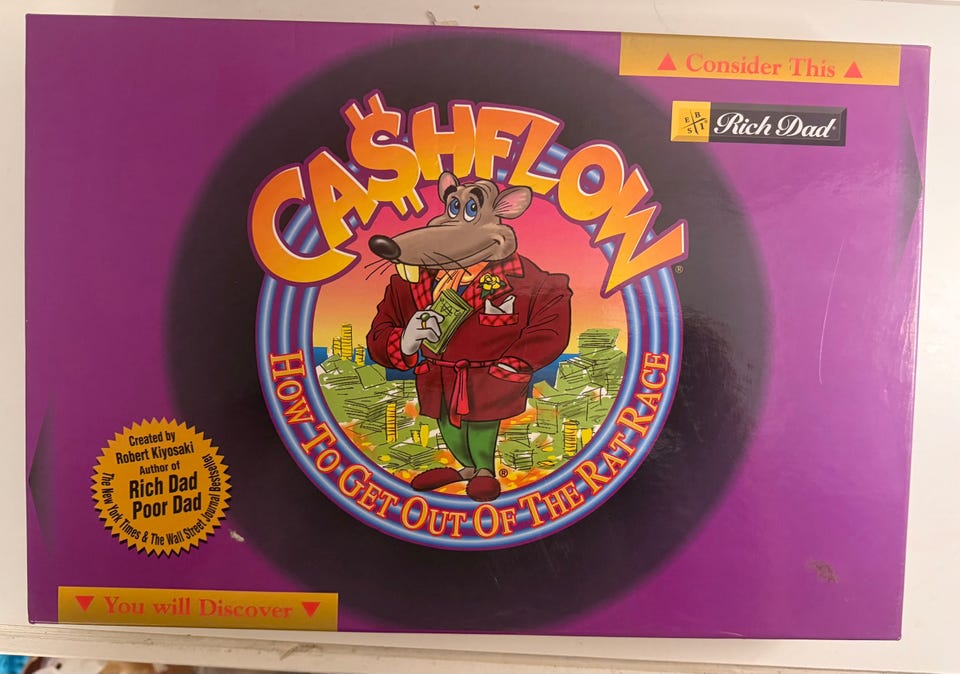 ▲ Consider This ▲
E B S I® Rich Dad®
CA$HFLOW®
HOW TO GET OUT OF THE RAT RACE
®
Created by
Robert Kiyosaki
Author of
Rich Dad
Poor Dad
The New York Times & The Wall Street Journal Bestseller
▼ You will Discover ▼